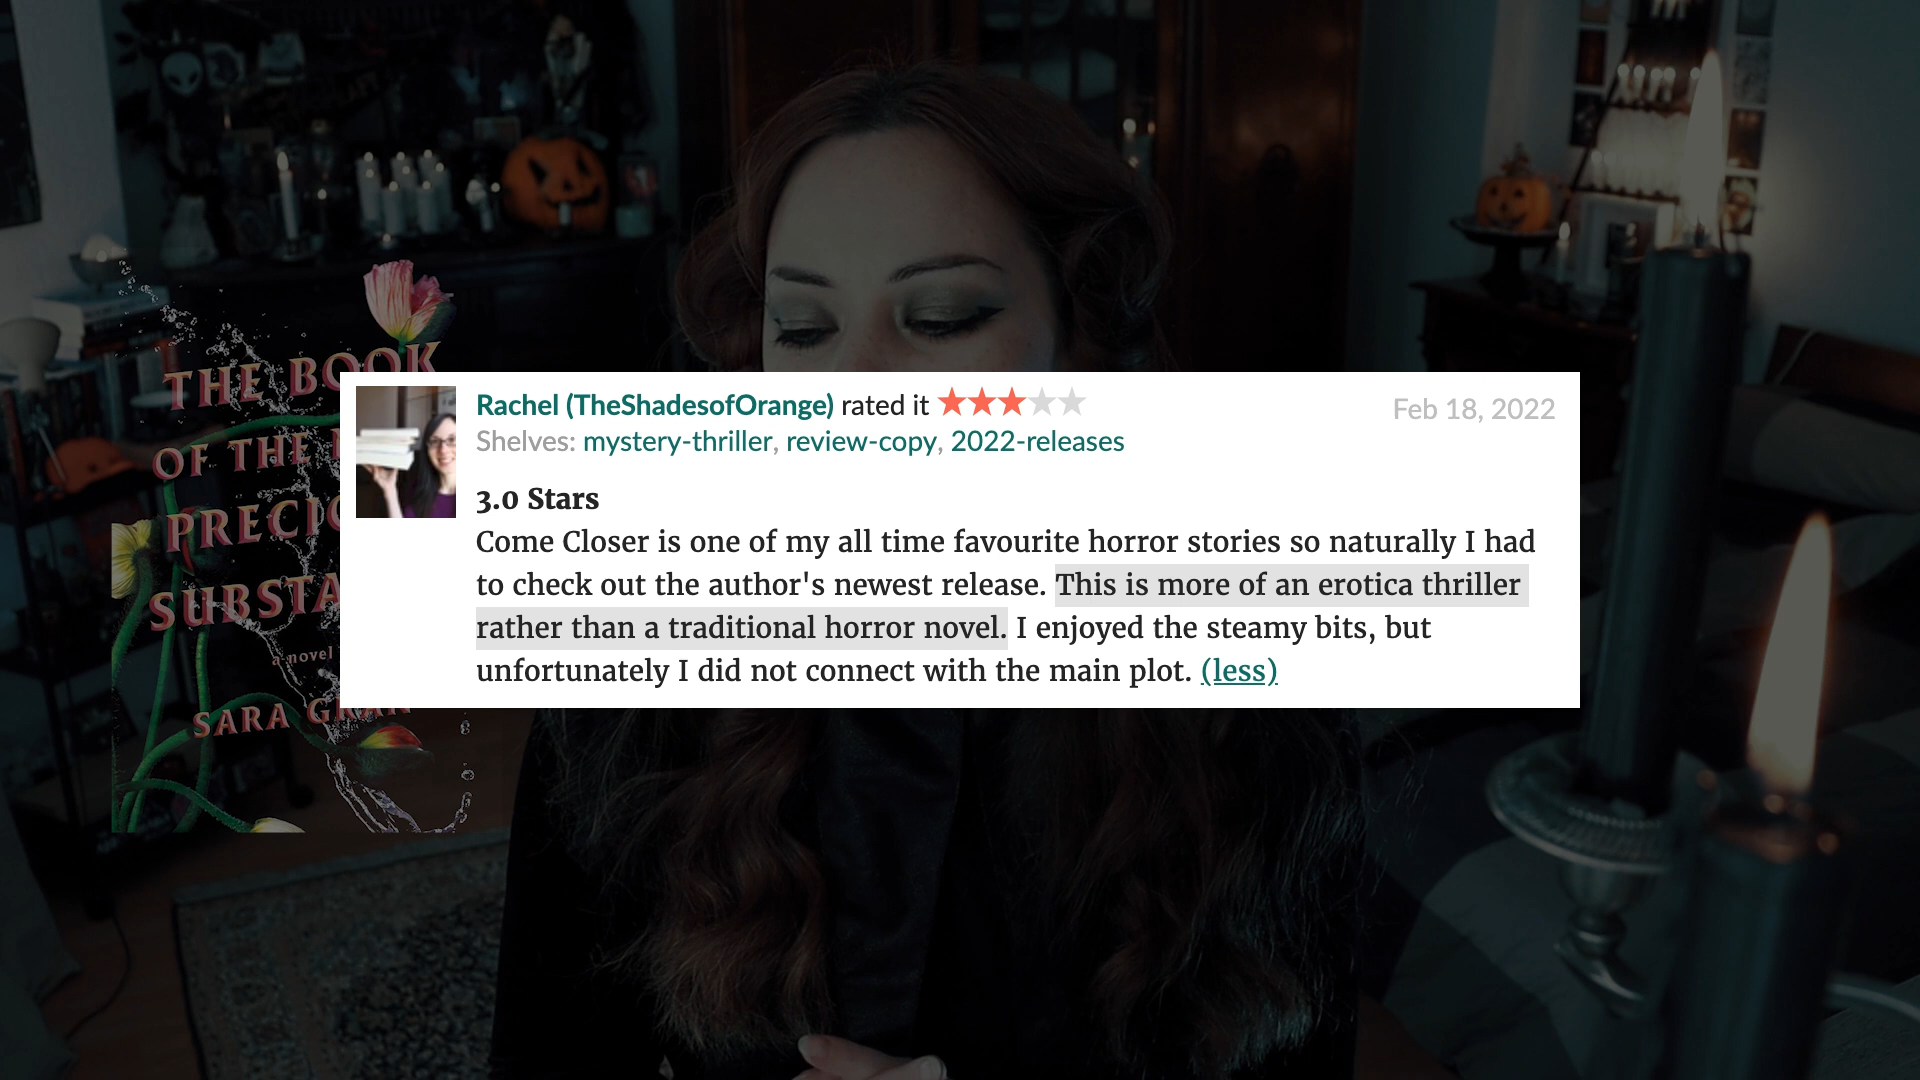 THE BOOK
OF THE
PRECIO
SUBSTA
a novel
SARA GRAN
Rachel (TheShadesofOrange) rated it
Feb 18, 2022
Shelves: mystery-thriller, review-copy, 2022-releases
3.0 Stars
Come Closer is one of my all time favourite horror stories so naturally I had
to check out the author's newest release. This is more of an erotica thriller
rather than a traditional horror novel. I enjoyed the steamy bits, but
unfortunately I did not connect with the main plot. (less)